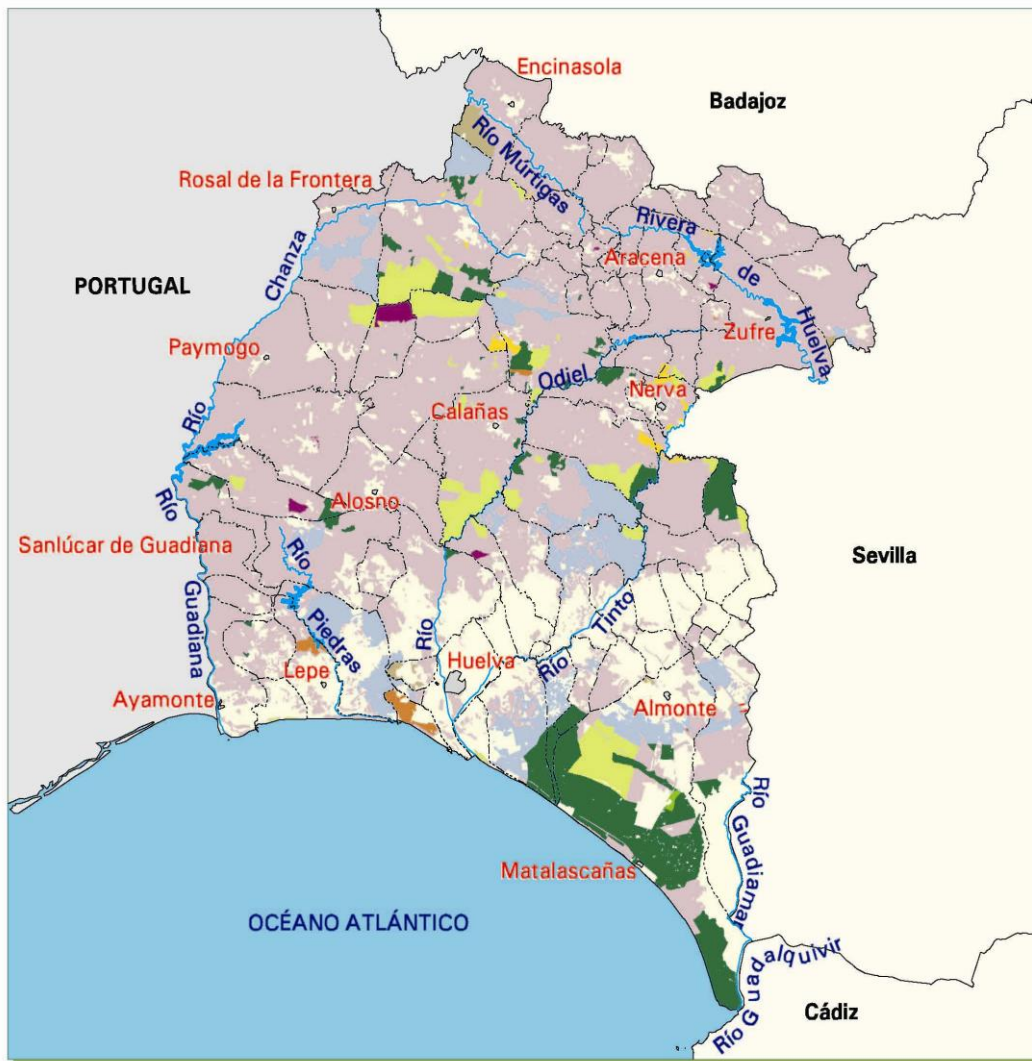 Encinasola
Badajoz
Río Múrtigas
Rosal de la Frontera
Rivera de Huelva
Aracena
Chanza
PORTUGAL
Zufre
Paymogo
Odiel
Nerva
Calañas
Río
Río
Alosno
Sanlúcar de Guadiana
Río
Sevilla
Guadiana
Piedras
Río
Tinto
Huelva
Río
Lepe
Ayamonte
Almonte
Río Guadiamar
Matalascañas
OCÉANO ATLÁNTICO
Río Guadalquivir
Cádiz